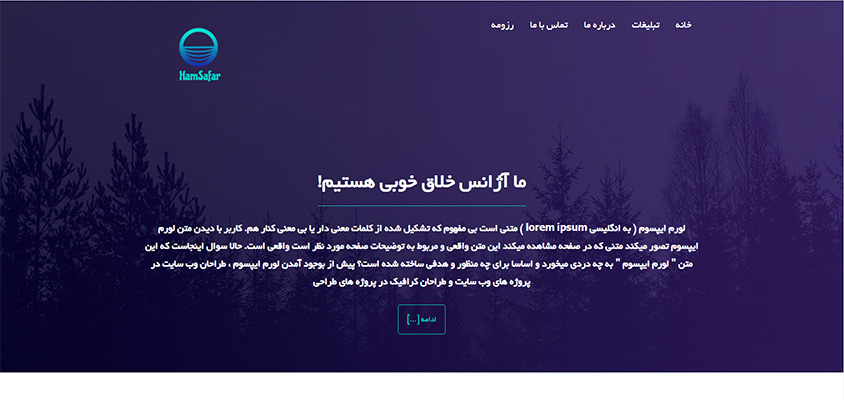 خانه تبلیغات درباره ما تماس با ما رزومه
HamSafar
ما آژانس خلاق خوبی هستیم!
لورم ایپسوم ( به انگلیسی lorem ipsum ) متنی است بی مفهوم که تشکیل شده از کلمات معنی دار یا بی معنی کنار هم. کاربر با دیدن متن لورم
ایپسوم تصور میکند متنی که در صفحه مشاهده میکند این متن واقعی و مربوط به توضیحات صفحه مورد نظر است واقعی است. حالا سوال اینجاست که این
متن " لورم ایپسوم " به چه دردی میخورد و اساسا برای چه منظور و هدفی ساخته شده است؟ پیش از بوجود آمدن لورم ایپسوم ، طراحان وب سایت در
پروژه های وب سایت و طراحان کرافیک در پروژه های طراحی
ادامه [...]